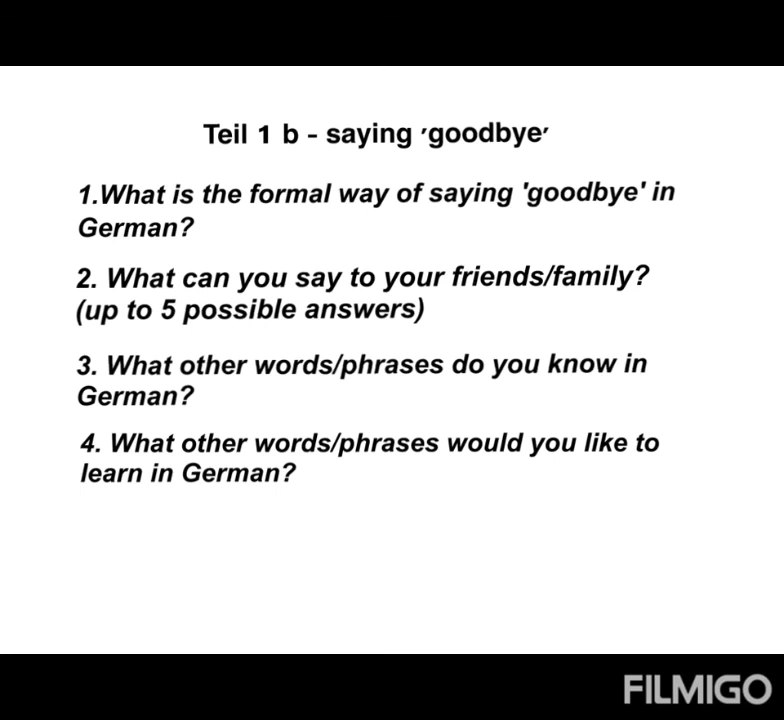 Teil 1 b - saying 'goodbye'
1.What is the formal way of saying 'goodbye' in
German?
2. What can you say to your friends/family?
(up to 5 possible answers)
3. What other words/phrases do you know in
German?
4. What other words/phrases would you like to
learn in German?
FILMIGO